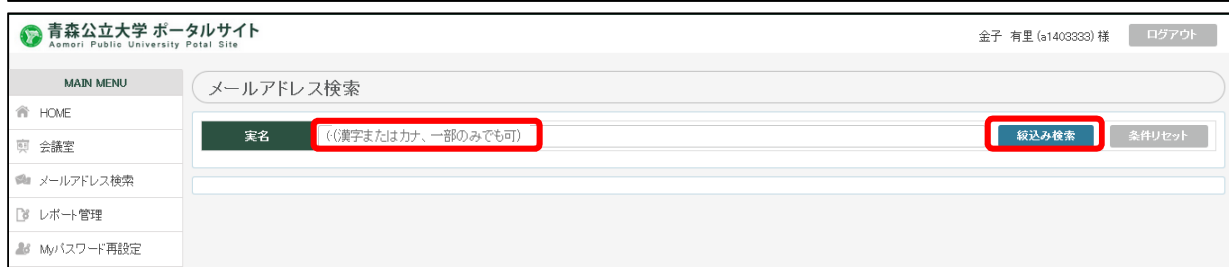 青森公立大学 ポータルサイト
Aomori Public University Potal Site
金子 有里 (a1403333) 様
ログアウト
MAIN MENU
HOME
会議室
メールアドレス検索
レポート管理
Myパスワード再設定
メールアドレス検索
実名
(漢字またはカナ、一部のみでも可)
絞込み検索
条件リセット